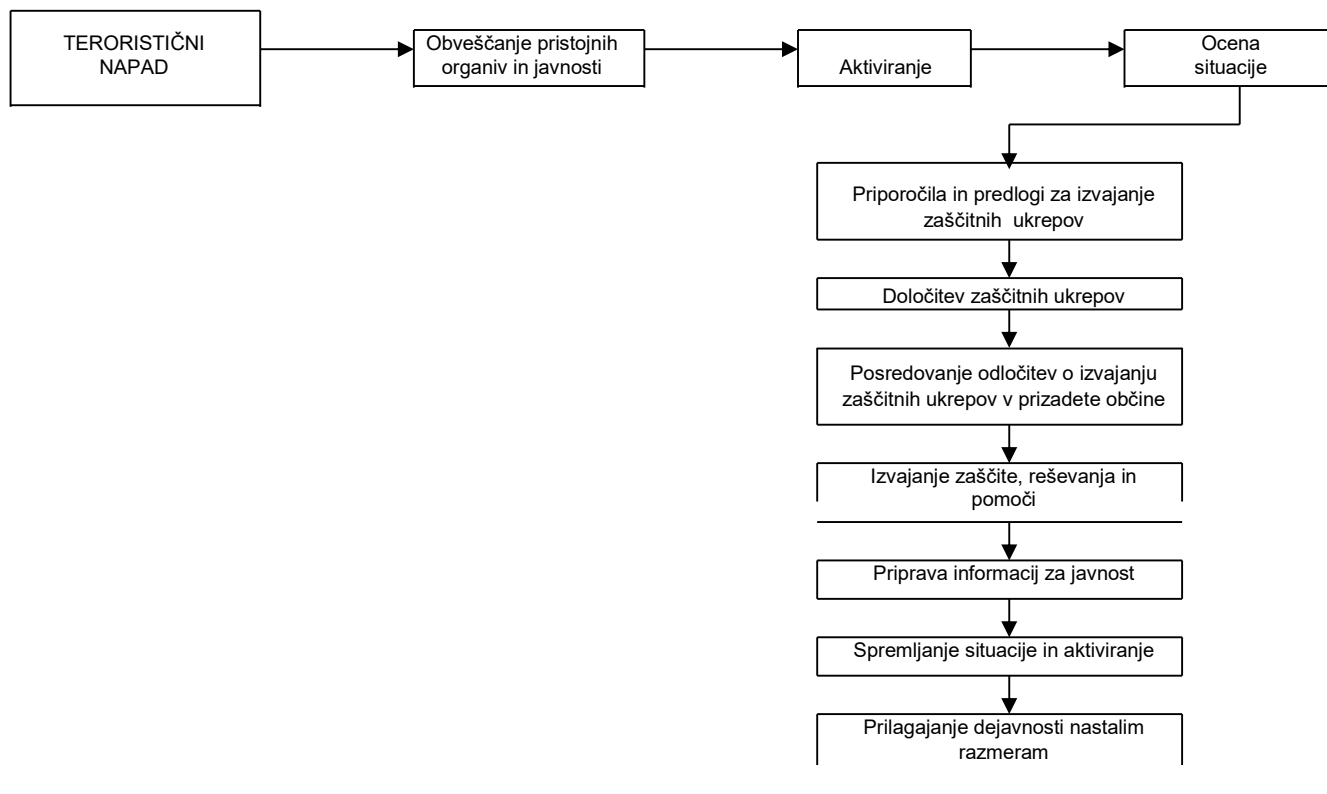 TERORISTIČNI
NAPAD
Obveščanje pristojnih
organiv in javnosti
Aktiviranje
Ocena
situacije
Priporočila in predlogi za izvajanje
zaščitnih ukrepov
Določitev zaščitnih ukrepov
Posredovanje odločitev o izvajanju
zaščitnih ukrepov v prizadete občine
Izvajanje zaščite, reševanja in
pomoči
Priprava informacij za javnost
Spremljanje situacije in aktiviranje
Prilagajanje dejavnosti nastalim
razmeram